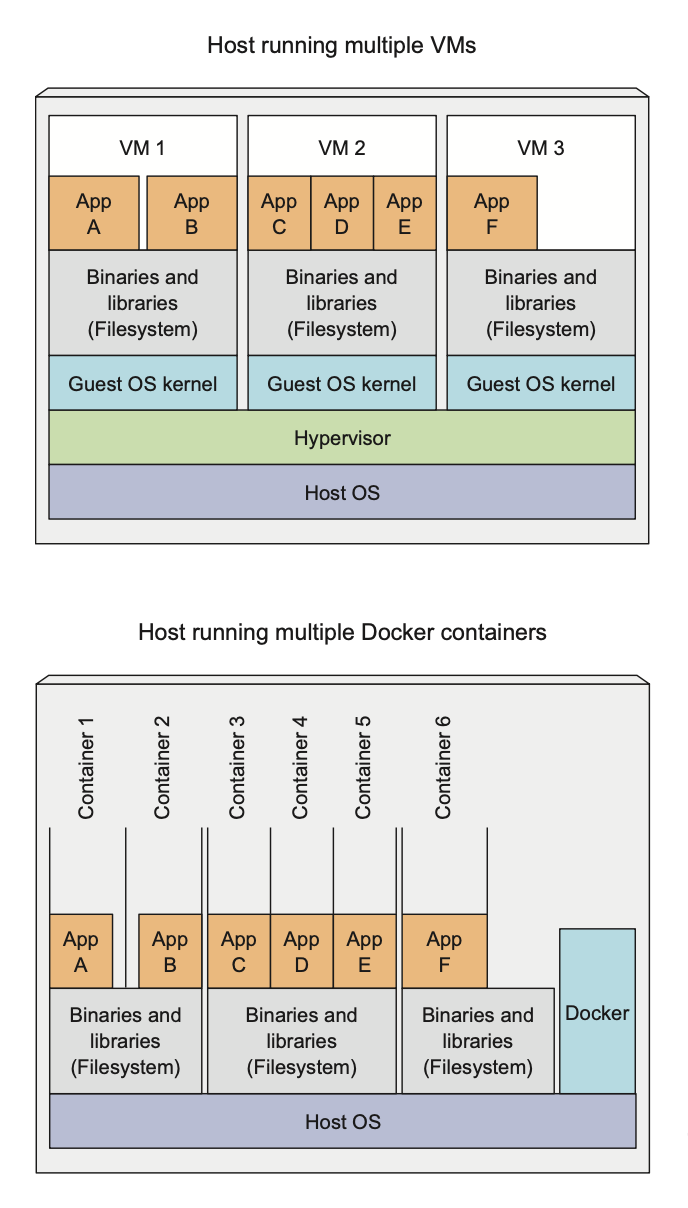 Host running multiple VMs
VM 1
VM 2
VM 3
App
A
App
B
App
C
App
D
App
E
App
F
Binaries and
libraries
(Filesystem)
Binaries and
libraries
(Filesystem)
Binaries and
libraries
(Filesystem)
Guest OS kernel
Guest OS kernel
Guest OS kernel
Hypervisor
Host OS
Host running multiple Docker containers
Container 1
Container 2
Container 3
Container 4
Container 5
Container 6
App
A
App
B
App
C
App
D
App
E
App
F
Binaries and
libraries
(Filesystem)
Binaries and
libraries
(Filesystem)
Binaries and
libraries
(Filesystem)
Docker
Host OS